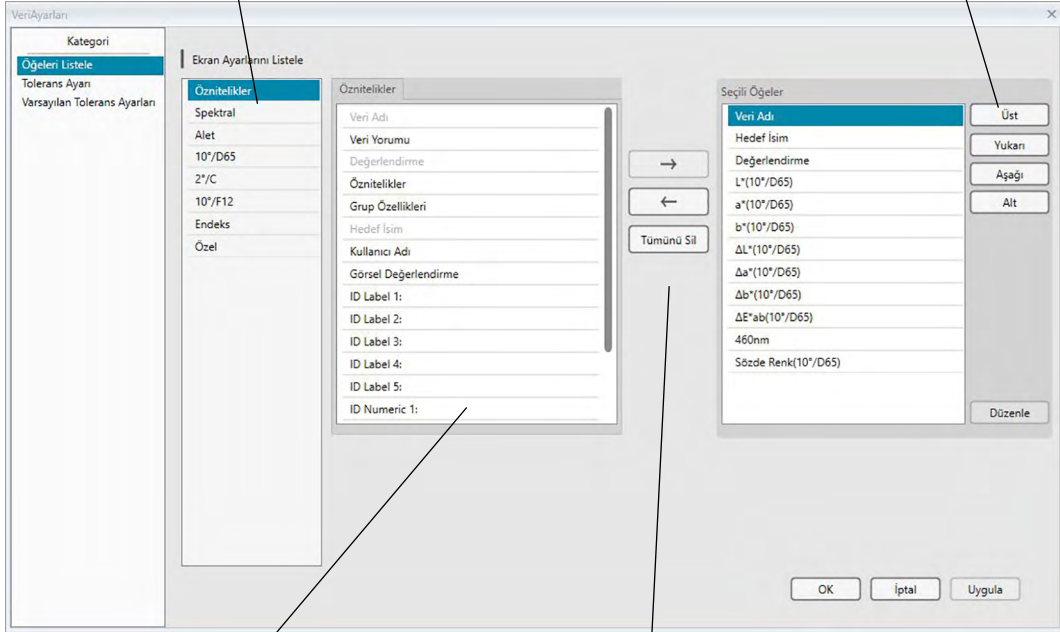 VeriAyarları
Kategori
Öğeleri Listele
Tolerans Ayarı
Varsayılan Tolerans Ayarları
Ekran Ayarlarını Listele
Öznitelikler
Spektral
Alet
10°/D65
2°/C
10°/F12
Endeks
Özel
Öznitelikler
Veri Adı
Veri Yorumu
Değerlendirme
Öznitelikler
Grup Özellikleri
Hedef İsim
Kullanıcı Adı
Görsel Değerlendirme
ID Label 1:
ID Label 2:
ID Label 3:
ID Label 4:
ID Label 5:
ID Numeric 1:
→
←
Tümünü Sil
Seçili Öğeler
Veri Adı
Hedef İsim
Değerlendirme
L*(10°/D65)
a*(10°/D65)
b*(10°/D65)
ΔL*(10°/D65)
Δa*(10°/D65)
Δb*(10°/D65)
ΔE*ab(10°/D65)
460nm
Sözde Renk(10°/D65)
Üst
Yukarı
Aşağı
Alt
Düzenle
OK
İptal
Uygula